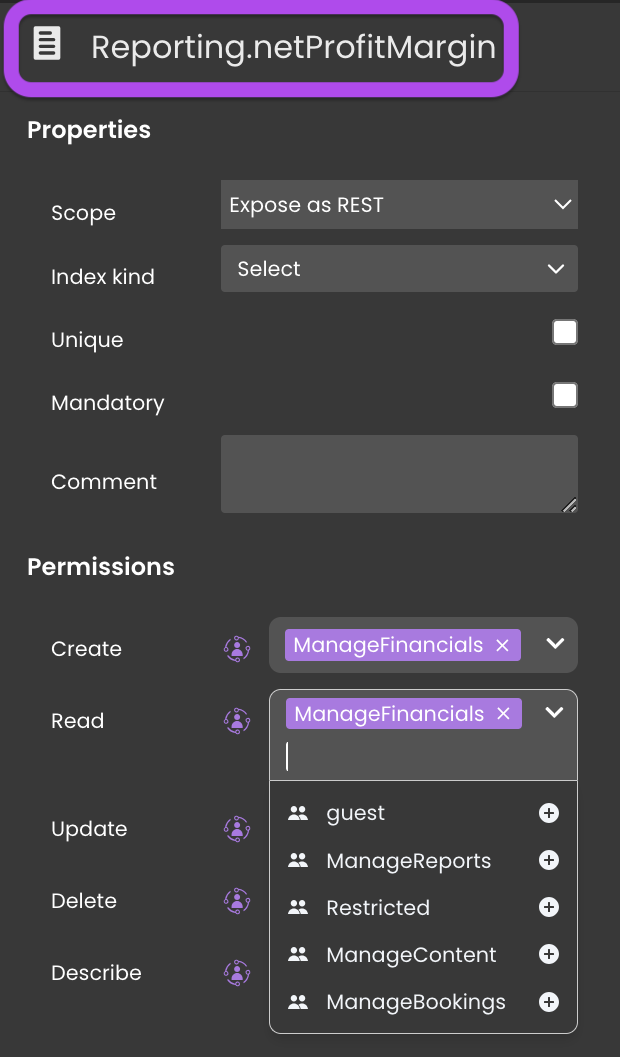 Reporting.netProfitMargin
Properties
Scope Expose as REST
Index kind Select
Unique
Mandatory
Comment
Permissions
Create ManageFinancials
Read ManageFinancials
guest
Update
ManageReports
Delete
Restricted
Describe
ManageContent
ManageBookings